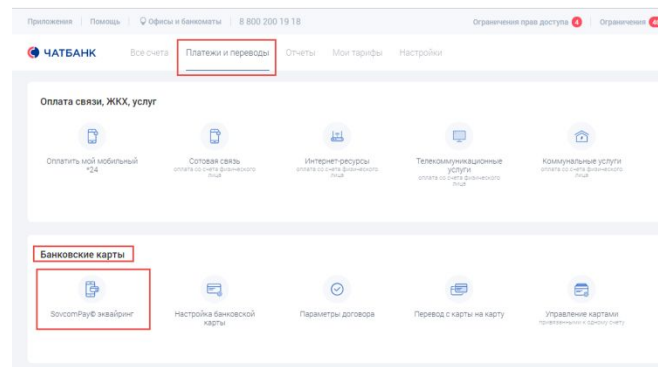 Приложения Помощь Офисы и банкоматы 8 800 200 19 18 Ограничения прав доступа 4 Ограничения
ЧАТБАНК Все счета Платежи и переводы Отчеты Мои тарифы Настройки
Оплата связи, ЖКХ, услуг
Оплатить мой мобильный
*24
Сотовая связь
оплата со счета физического
лица
Интернет-ресурсы
оплата со счета физического
лица
Телекоммуникационные
услуги
оплата со счета физического
лица
Коммунальные услуги
оплата со счета физического
лица
Банковские карты
SovcomPay© эквайринг
Настройка банковской
карты
Параметры договора
Перевод с карты на карту
Управление картами
привязанными к одному счету